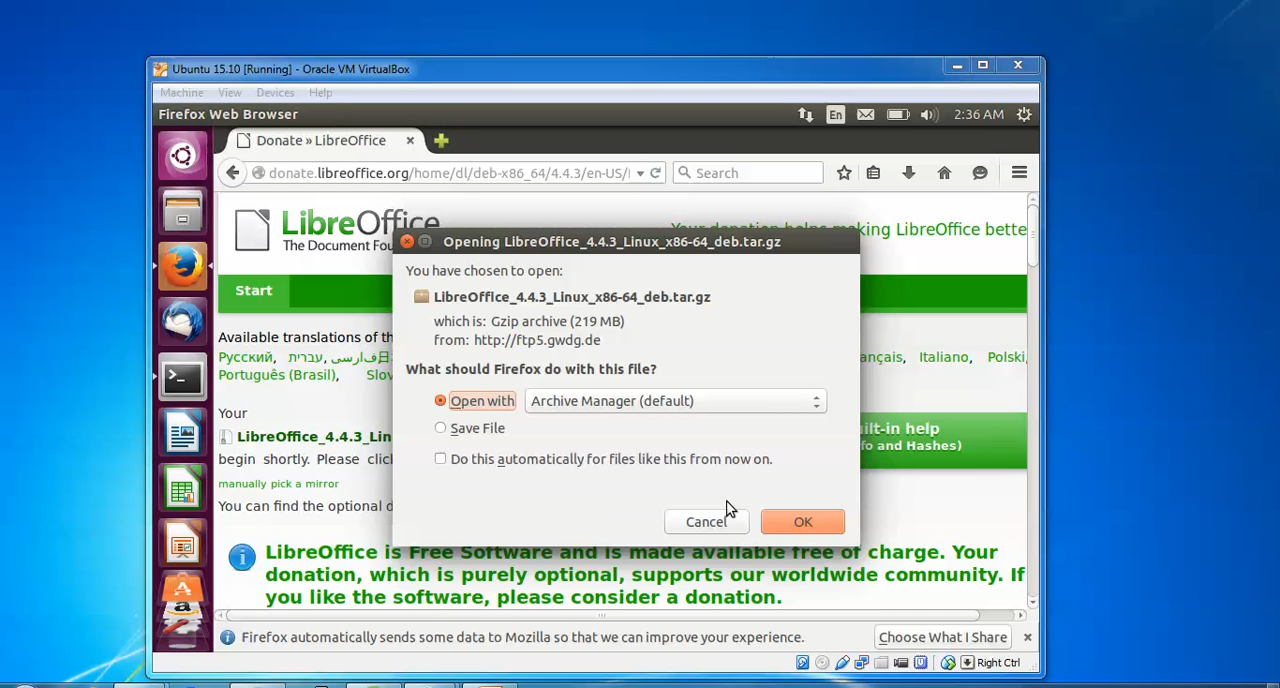 Ubuntu 15.10 [Running] - Oracle VM VirtualBox
Machine View Devices Help
Firefox Web Browser En 2:36 AM
Donate » LibreOffice
donate.libreoffice.org/home/dl/deb-x86_64/4.4.3/en-US/ Search
LibreOffice
The Document Fou
Your donation helps making LibreOffice bette
Opening LibreOffice_4.4.3_Linux_x86-64_deb.tar.gz
You have chosen to open:
LibreOffice_4.4.3_Linux_x86-64_deb.tar.gz
which is: Gzip archive (219 MB)
from: http://ftp5.gwdg.de
What should Firefox do with this file?
Open with Archive Manager (default)
Save File
Do this automatically for files like this from now on.
Cancel OK
Start
Available translations of th
Русский, עברית, فارسی
ançais, Italiano, Polski,
Português (Brasil), Slov
Your
LibreOffice_4.4.3_Lin
begin shortly. Please clic
manually pick a mirror
You can find the optional d
ilt-in help
fo and Hashes)
LibreOffice is Free Software and is made available free of charge. Your
donation, which is purely optional, supports our worldwide community. If
you like the software, please consider a donation.
Firefox automatically sends some data to Mozilla so that we can improve your experience. Choose What I Share
Right Ctrl